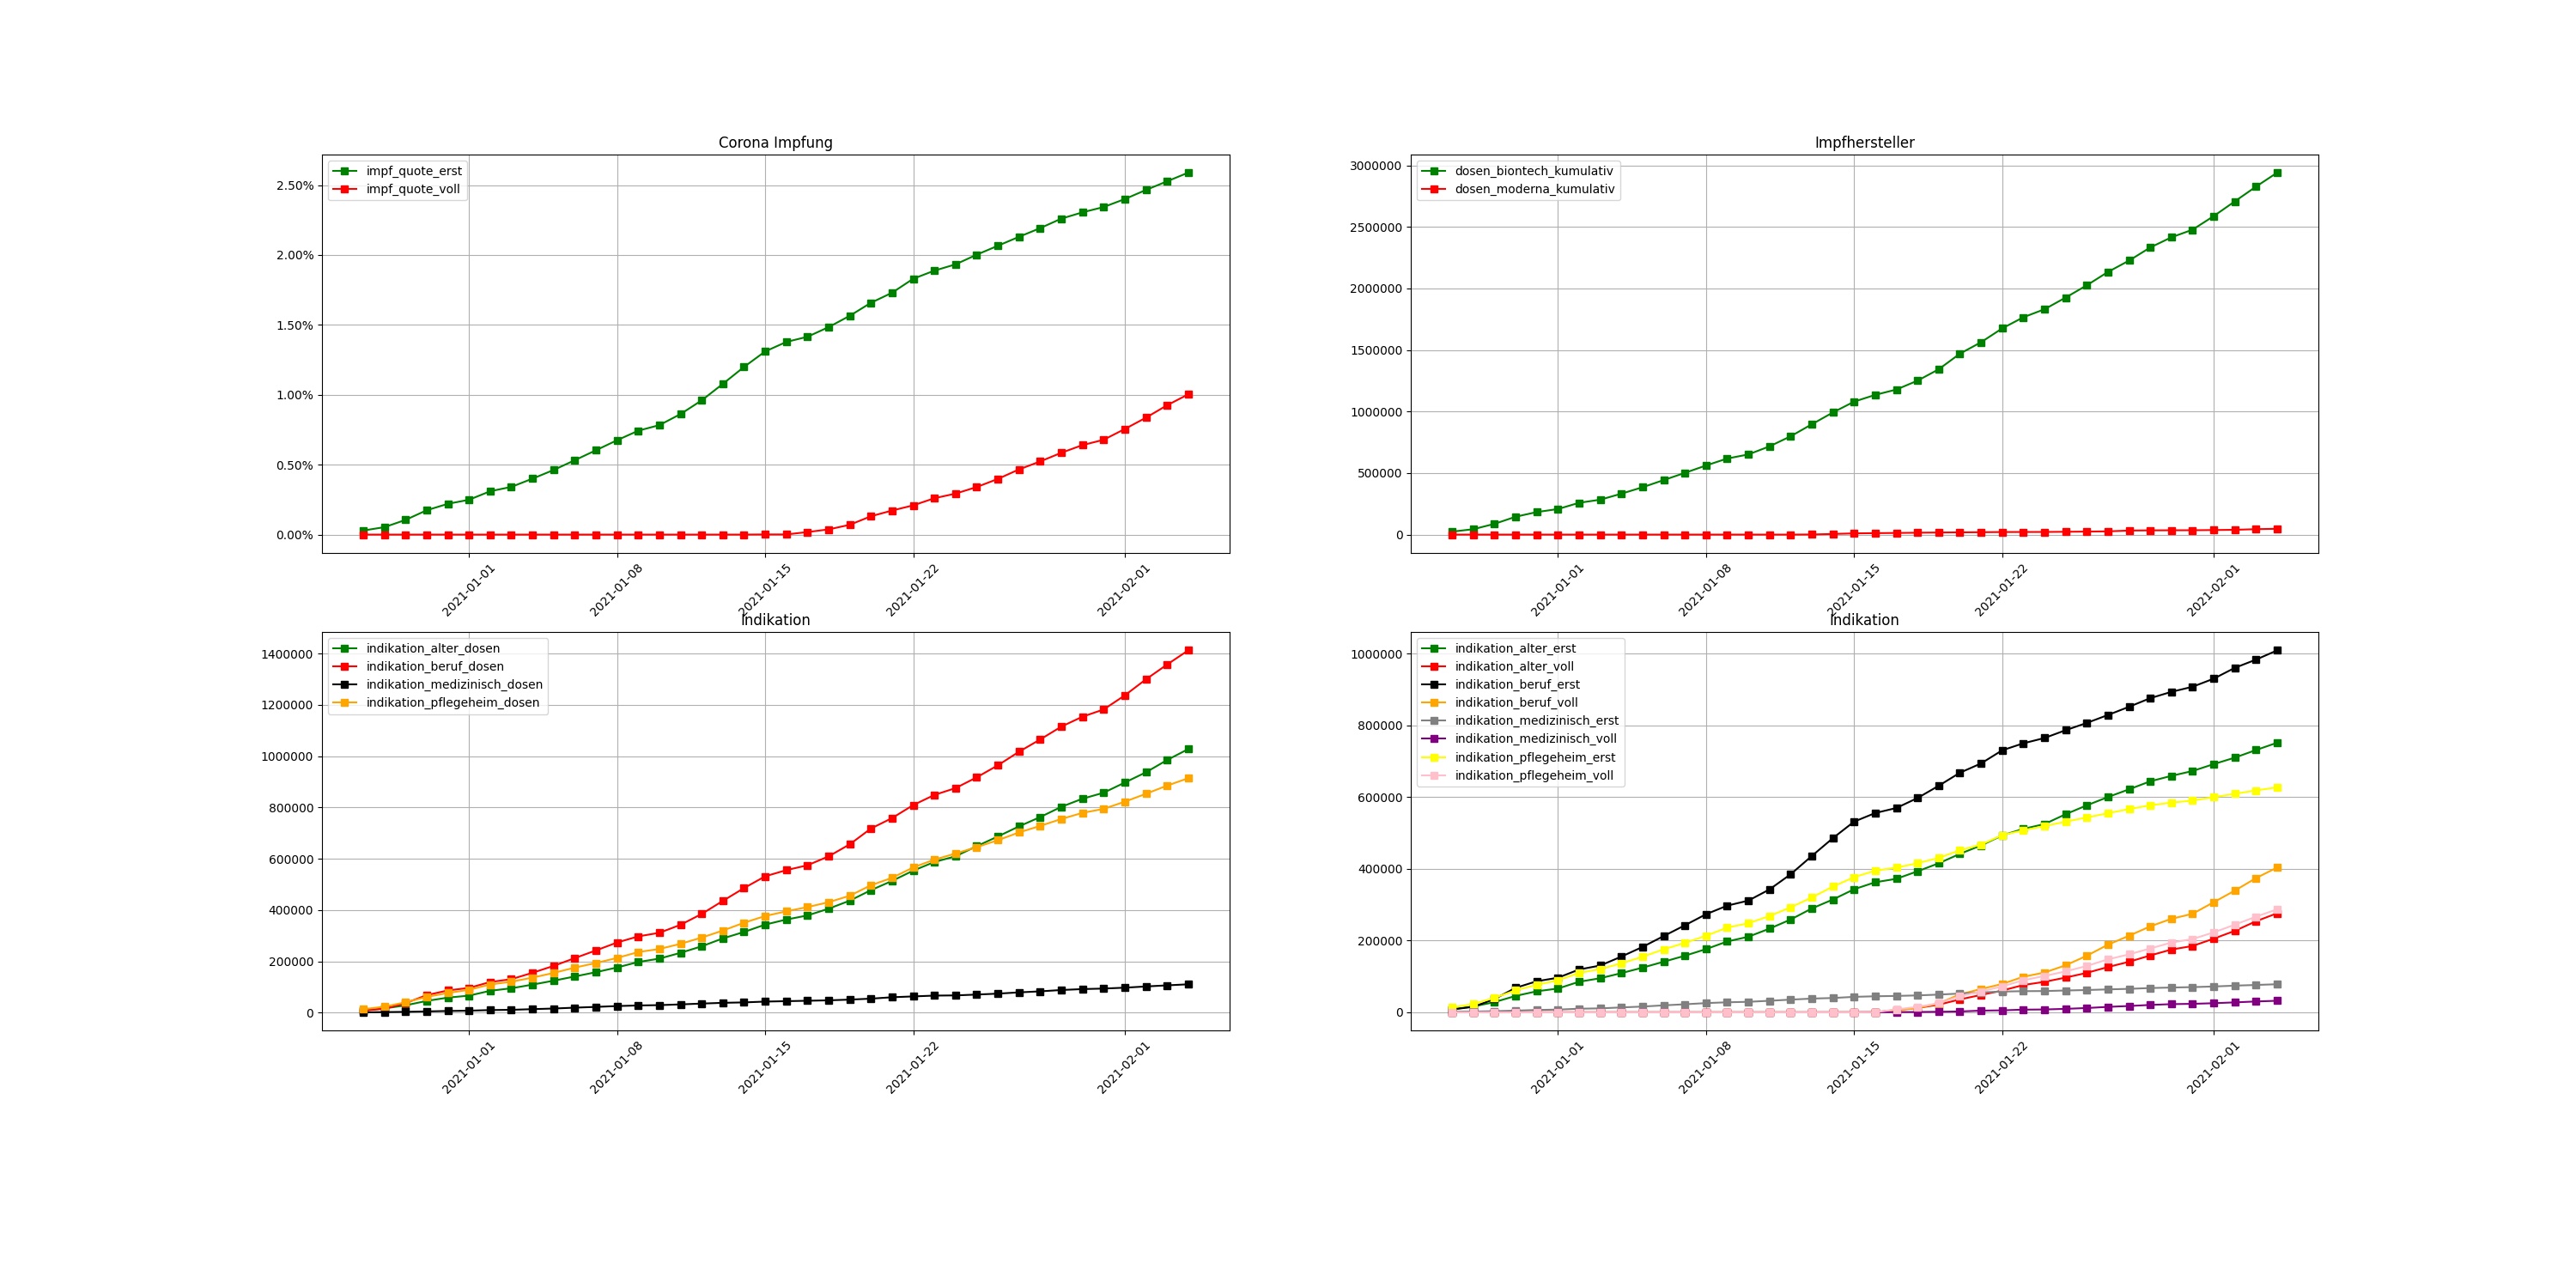 Corona Impfung
impf_quote_erst
impf_quote_voll
2.50%
2.00%
1.50%
1.00%
0.50%
0.00%
2021-01-01
2021-01-08
2021-01-15
2021-01-22
2021-02-01
Impfhersteller
dosen_biontech_kumulativ
dosen_moderna_kumulativ
3000000
2500000
2000000
1500000
1000000
500000
0
2021-01-01
2021-01-08
2021-01-15
2021-01-22
2021-02-01
Indikation
indikation_alter_dosen
indikation_beruf_dosen
indikation_medizinisch_dosen
indikation_pflegeheim_dosen
1400000
1200000
1000000
800000
600000
400000
200000
0
2021-01-01
2021-01-08
2021-01-15
2021-01-22
2021-02-01
Indikation
indikation_alter_erst
indikation_alter_voll
indikation_beruf_erst
indikation_beruf_voll
indikation_medizinisch_erst
indikation_medizinisch_voll
indikation_pflegeheim_erst
indikation_pflegeheim_voll
1000000
800000
600000
400000
200000
0
2021-01-01
2021-01-08
2021-01-15
2021-01-22
2021-02-01